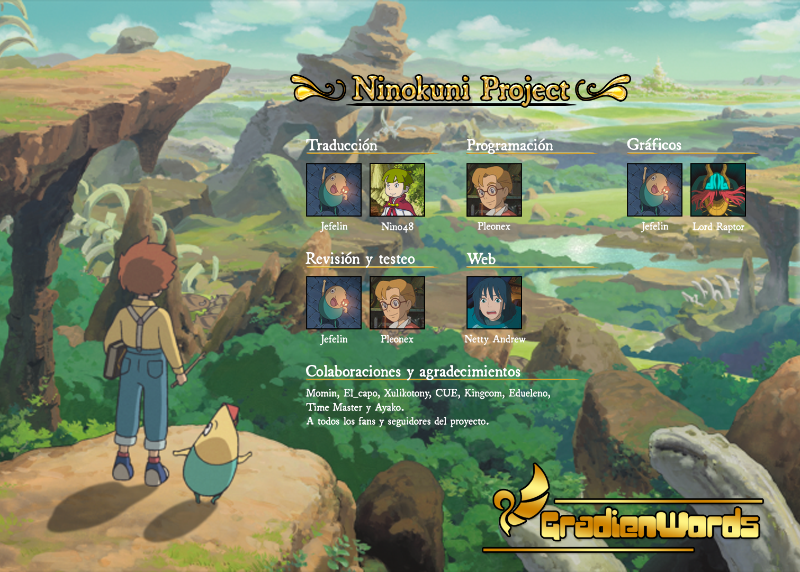 Ninokuni Project
Traducción
Programación
Gráficos
Jefelin
Nino48
Pleonex
Jefelin
Lord Raptor
Revisión y testeo
Web
Jefelin
Pleonex
Netty Andrew
Colaboraciones y agradecimientos
Momin, El_capo, Xulikotony, CUE, Kingcom, Edueleno,
Time Master y Ayako.
A todos los fans y seguidores del proyecto.
GradienWords